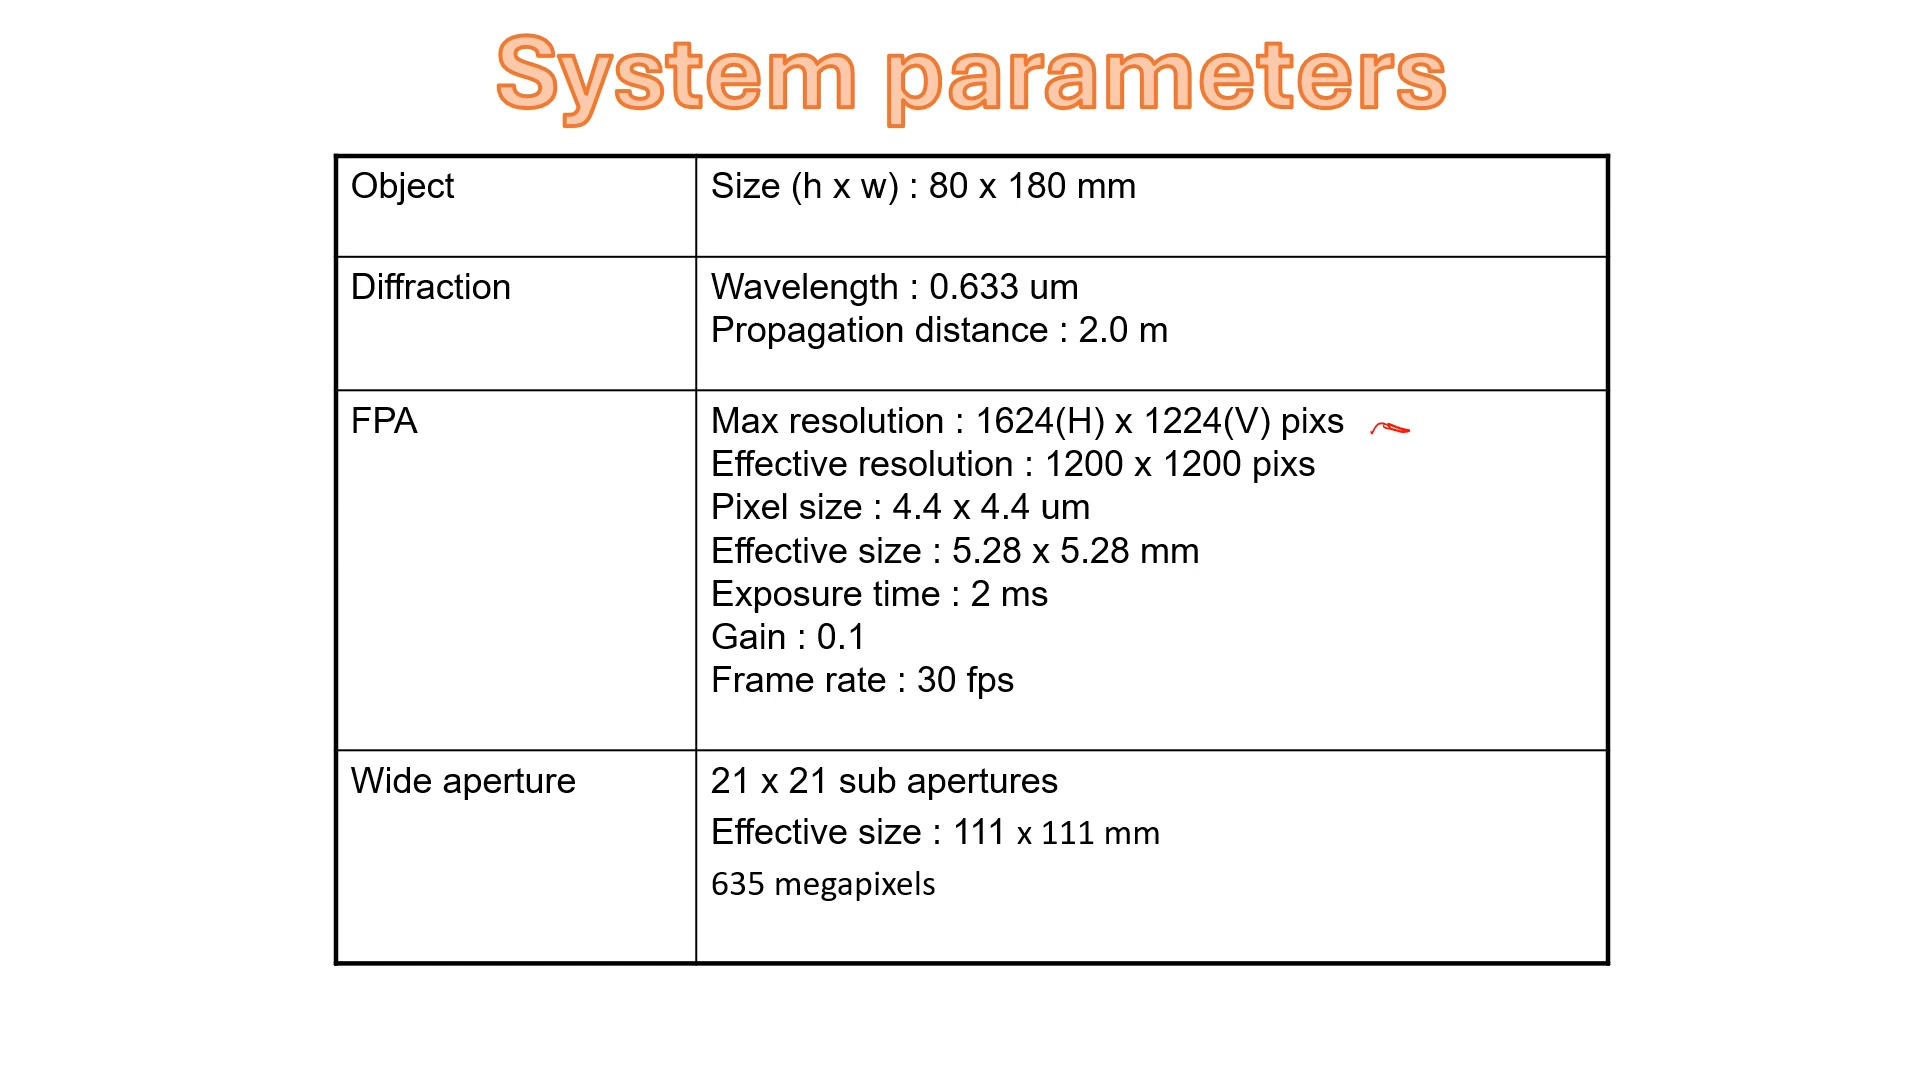 System parameters
Object
Size (h x w) : 80 x 180 mm
Diffraction
Wavelength : 0.633 um
Propagation distance : 2.0 m
FPA
Max resolution : 1624(H) x 1224(V) pixs
Effective resolution : 1200 x 1200 pixs
Pixel size : 4.4 x 4.4 um
Effective size : 5.28 x 5.28 mm
Exposure time : 2 ms
Gain : 0.1
Frame rate : 30 fps
Wide aperture
21 x 21 sub apertures
Effective size : 111 x 111 mm
635 megapixels